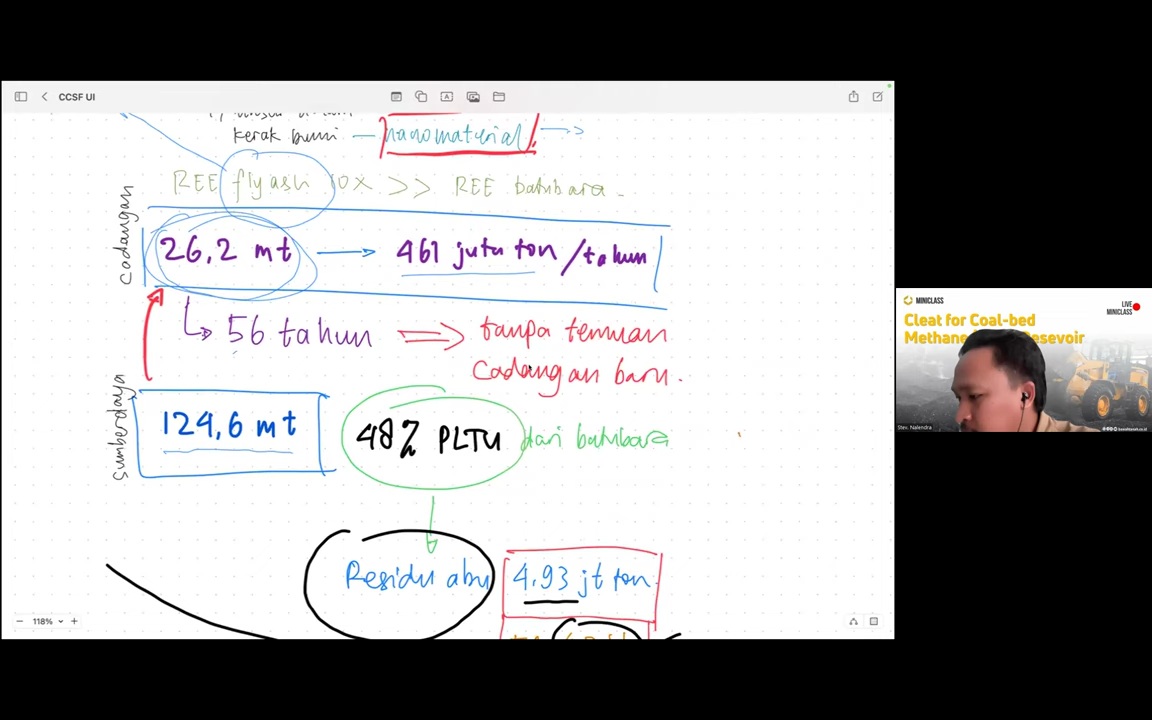 CCSF UI
kerak bumi — nanomaterial
REE flyash 10X >> REE batubara
Cadangan
26,2 mt → 461 juta ton /tahun
↳ 56 tahun ⇒ tanpa temuan
cadangan baru.
Sumberdaya
124,6 mt
48% PLTU dari batubara
Residu abu
4.93 jt ton.
118%
MINICLASS
LIVE
MINICLASS
Cleat for Coal-bed
Methane
Stev. Nalendra